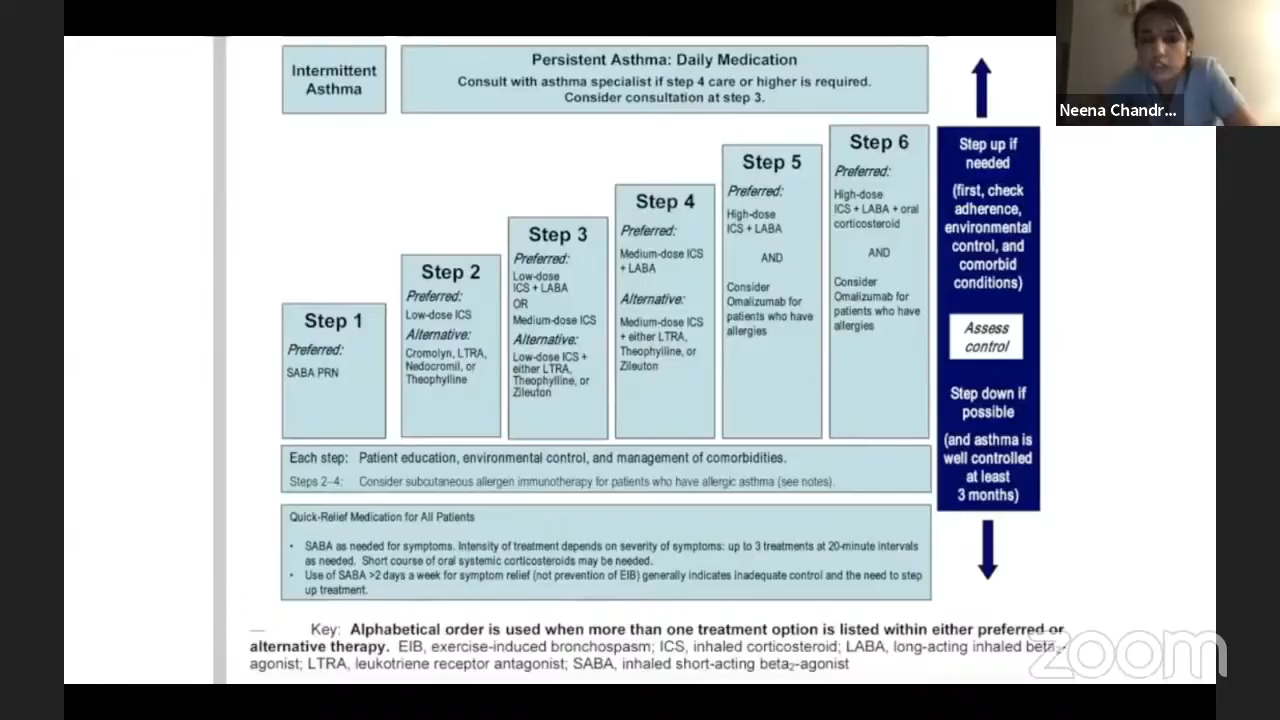 Intermittent
Asthma
Persistent Asthma: Daily Medication
Consult with asthma specialist if step 4 care or higher is required.
Consider consultation at step 3.
Step 1
Preferred:
SABA PRN
Step 2
Preferred:
Low-dose ICS
Alternative:
Cromolyn, LTRA,
Nedocromil, or
Theophylline
Step 3
Preferred:
Low-dose
ICS + LABA
OR
Medium-dose ICS
Alternative:
Low-dose ICS +
either LTRA,
Theophylline, or
Zileuton
Step 4
Preferred:
Medium-dose ICS
+ LABA
Alternative:
Medium-dose ICS
+ either LTRA,
Theophylline, or
Zileuton
Step 5
Preferred:
High-dose
ICS + LABA
AND
Consider
Omalizumab for
patients who have
allergies
Step 6
Preferred:
High-dose
ICS + LABA + oral
corticosteroid
AND
Consider
Omalizumab for
patients who have
allergies
Step up if
needed
(first, check
adherence,
environmental
control, and
comorbid
conditions)
Assess
control
Step down if
possible
(and asthma is
well controlled
at least
3 months)
Each step: Patient education, environmental control, and management of comorbidities.
Steps 2–4: Consider subcutaneous allergen immunotherapy for patients who have allergic asthma (see notes).
Quick-Relief Medication for All Patients
• SABA as needed for symptoms. Intensity of treatment depends on severity of symptoms: up to 3 treatments at 20-minute intervals
as needed. Short course of oral systemic corticosteroids may be needed.
• Use of SABA >2 days a week for symptom relief (not prevention of EIB) generally indicates inadequate control and the need to step
up treatment.
Key: Alphabetical order is used when more than one treatment option is listed within either preferred or
alternative therapy. EIB, exercise-induced bronchospasm; ICS, inhaled corticosteroid; LABA, long-acting inhaled beta₂-
agonist; LTRA, leukotriene receptor antagonist; SABA, inhaled short-acting beta₂-agonist
Neena Chandr...
zoom